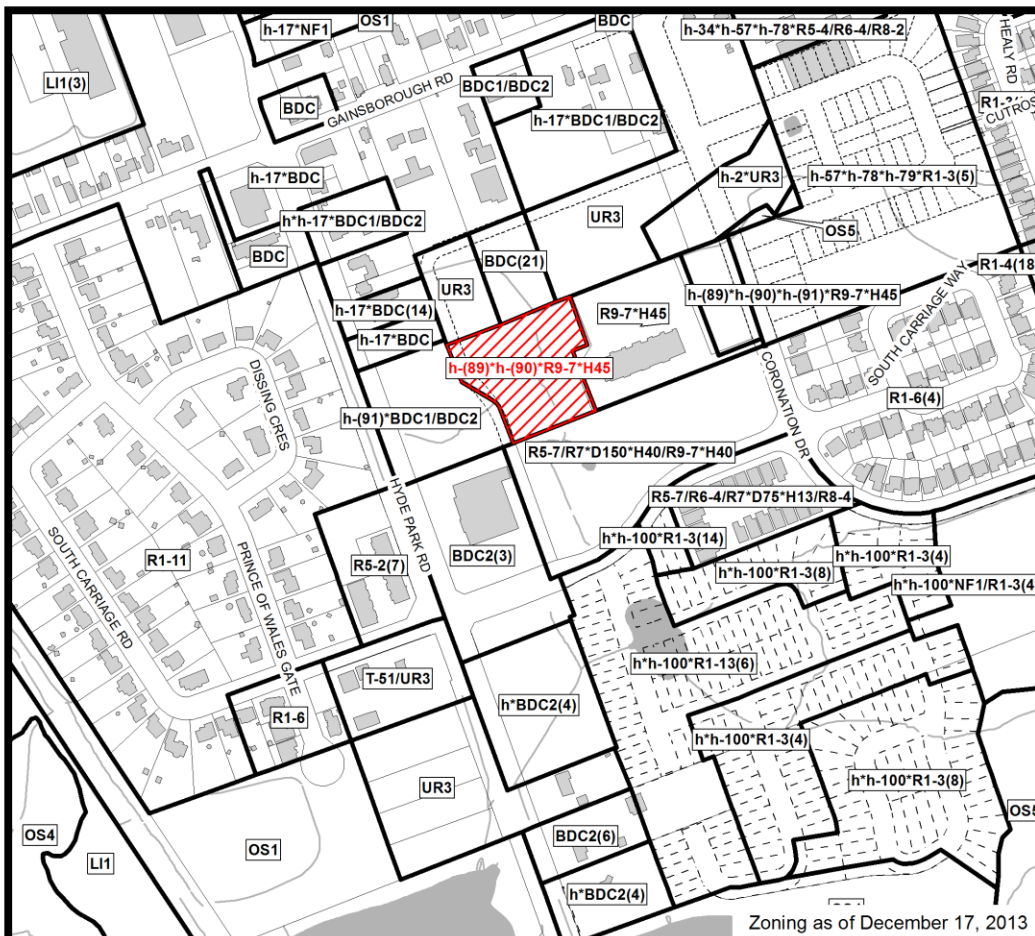 h-17*NF1
OS1
BDC
h-34*h-57*h-78*R5-4/R6-4/R8-2
HEALY RD
LI1(3)
BDC
GAINSBOROUGH RD
BDC1/BDC2
h-17*BDC1/BDC2
CUTROS
h-17*BDC
h-2*UR3
h-57*h-78*h-79*R1-3(5)
h*h-17*BDC1/BDC2
UR3
OS5
BDC
BDC(21)
UR3
R1-4(18
h-(89)*h-(90)*h-(91)*R9-7*H45
h-17*BDC(14)
R9-7*H45
SOUTH CARRIAGE WAY
h-17*BDC
h-(89)*h-(90)*R9-7*H45
DISSING CRES
CORONATION DR
R1-6(4)
h-(91)*BDC1/BDC2
R5-7/R7*D150*H40/R9-7*H40
HYDE PARK RD
R5-7/R6-4/R7*D75*H13/R8-4
SOUTH CARRIAGE RD
R1-11
PRINCE OF WALES GATE
R5-2(7)
BDC2(3)
h*h-100*R1-3(14)
h*h-100*R1-3(4)
h*h-100*R1-3(8)
h*h-100*NF1/R1-3(4
T-51/UR3
h*h-100*R1-13(6)
R1-6
h*BDC2(4)
h*h-100*R1-3(4)
UR3
h*h-100*R1-3(8)
OS4
LI1
OS1
BDC2(6)
OS5
h*BDC2(4)
Zoning as of December 17, 2013